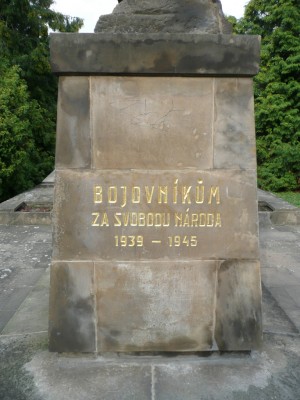 BOJOVNÍKŮM
ZA SVOBODU NÁRODA
1939 - 1945